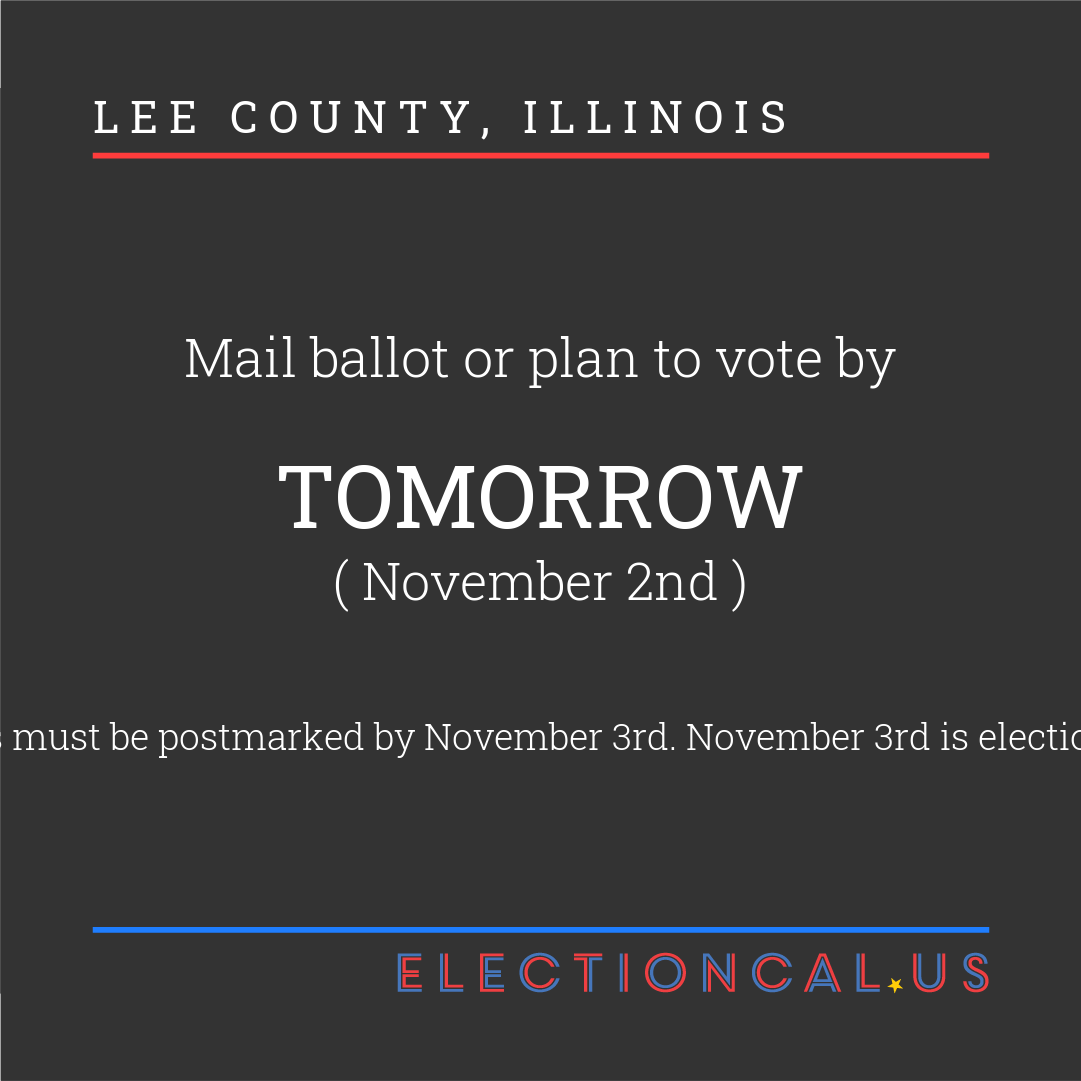 LEE COUNTY, ILLINOIS
Mail ballot or plan to vote by
TOMORROW
( November 2nd )
must be postmarked by November 3rd. November 3rd is
ELECTIONCAL.US